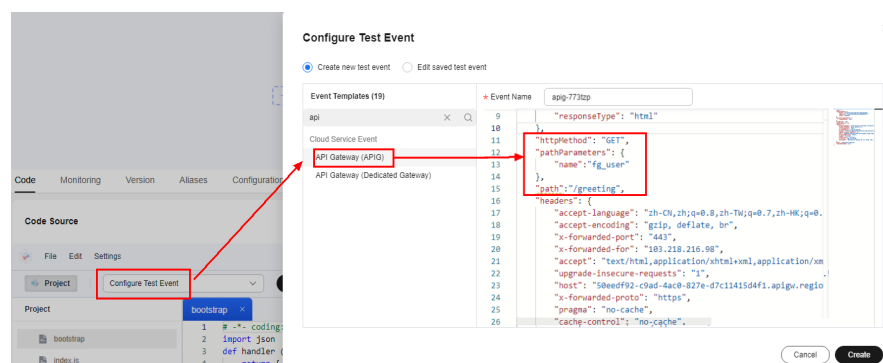 Configure Test Event
Create new test event
Edit saved test event
Event Templates (19)
api
Cloud Service Event
API Gateway (APIG)
API Gateway (Dedicated Gateway)
* Event Name
apig-773tzp
9 "responseType": "html"
10 },
11 "httpMethod": "GET",
12 "pathParameters": {
13 "name":"fg_user"
14 },
15 "path":"/greeting",
16 "headers": {
17 "accept-language": "zh-CN,zh;q=0.8,zh-TW;q=0.7,zh-HK;q=0.
18 "accept-encoding": "gzip, deflate, br",
19 "x-forwarded-port": "443",
20 "x-forwarded-for": "103.218.216.98",
21 "accept": "text/html,application/xhtml+xml,application/xm
22 "upgrade-insecure-requests": "1",
23 "host": "50eedf92-c9ad-4ac0-827e-d7c11415d4f1.apigw.regio
24 "x-forwarded-proto": "https",
25 "pragma": "no-cache",
26 "cache-control": "no-cache",
Cancel
Create
Code
Monitoring
Version
Aliases
Configuration
Code Source
File
Edit
Settings
Project
Configure Test Event
Project
bootstrap
index.js
bootstrap ×
1 # -*- coding:
2 import json
3 def handler (
4 return {